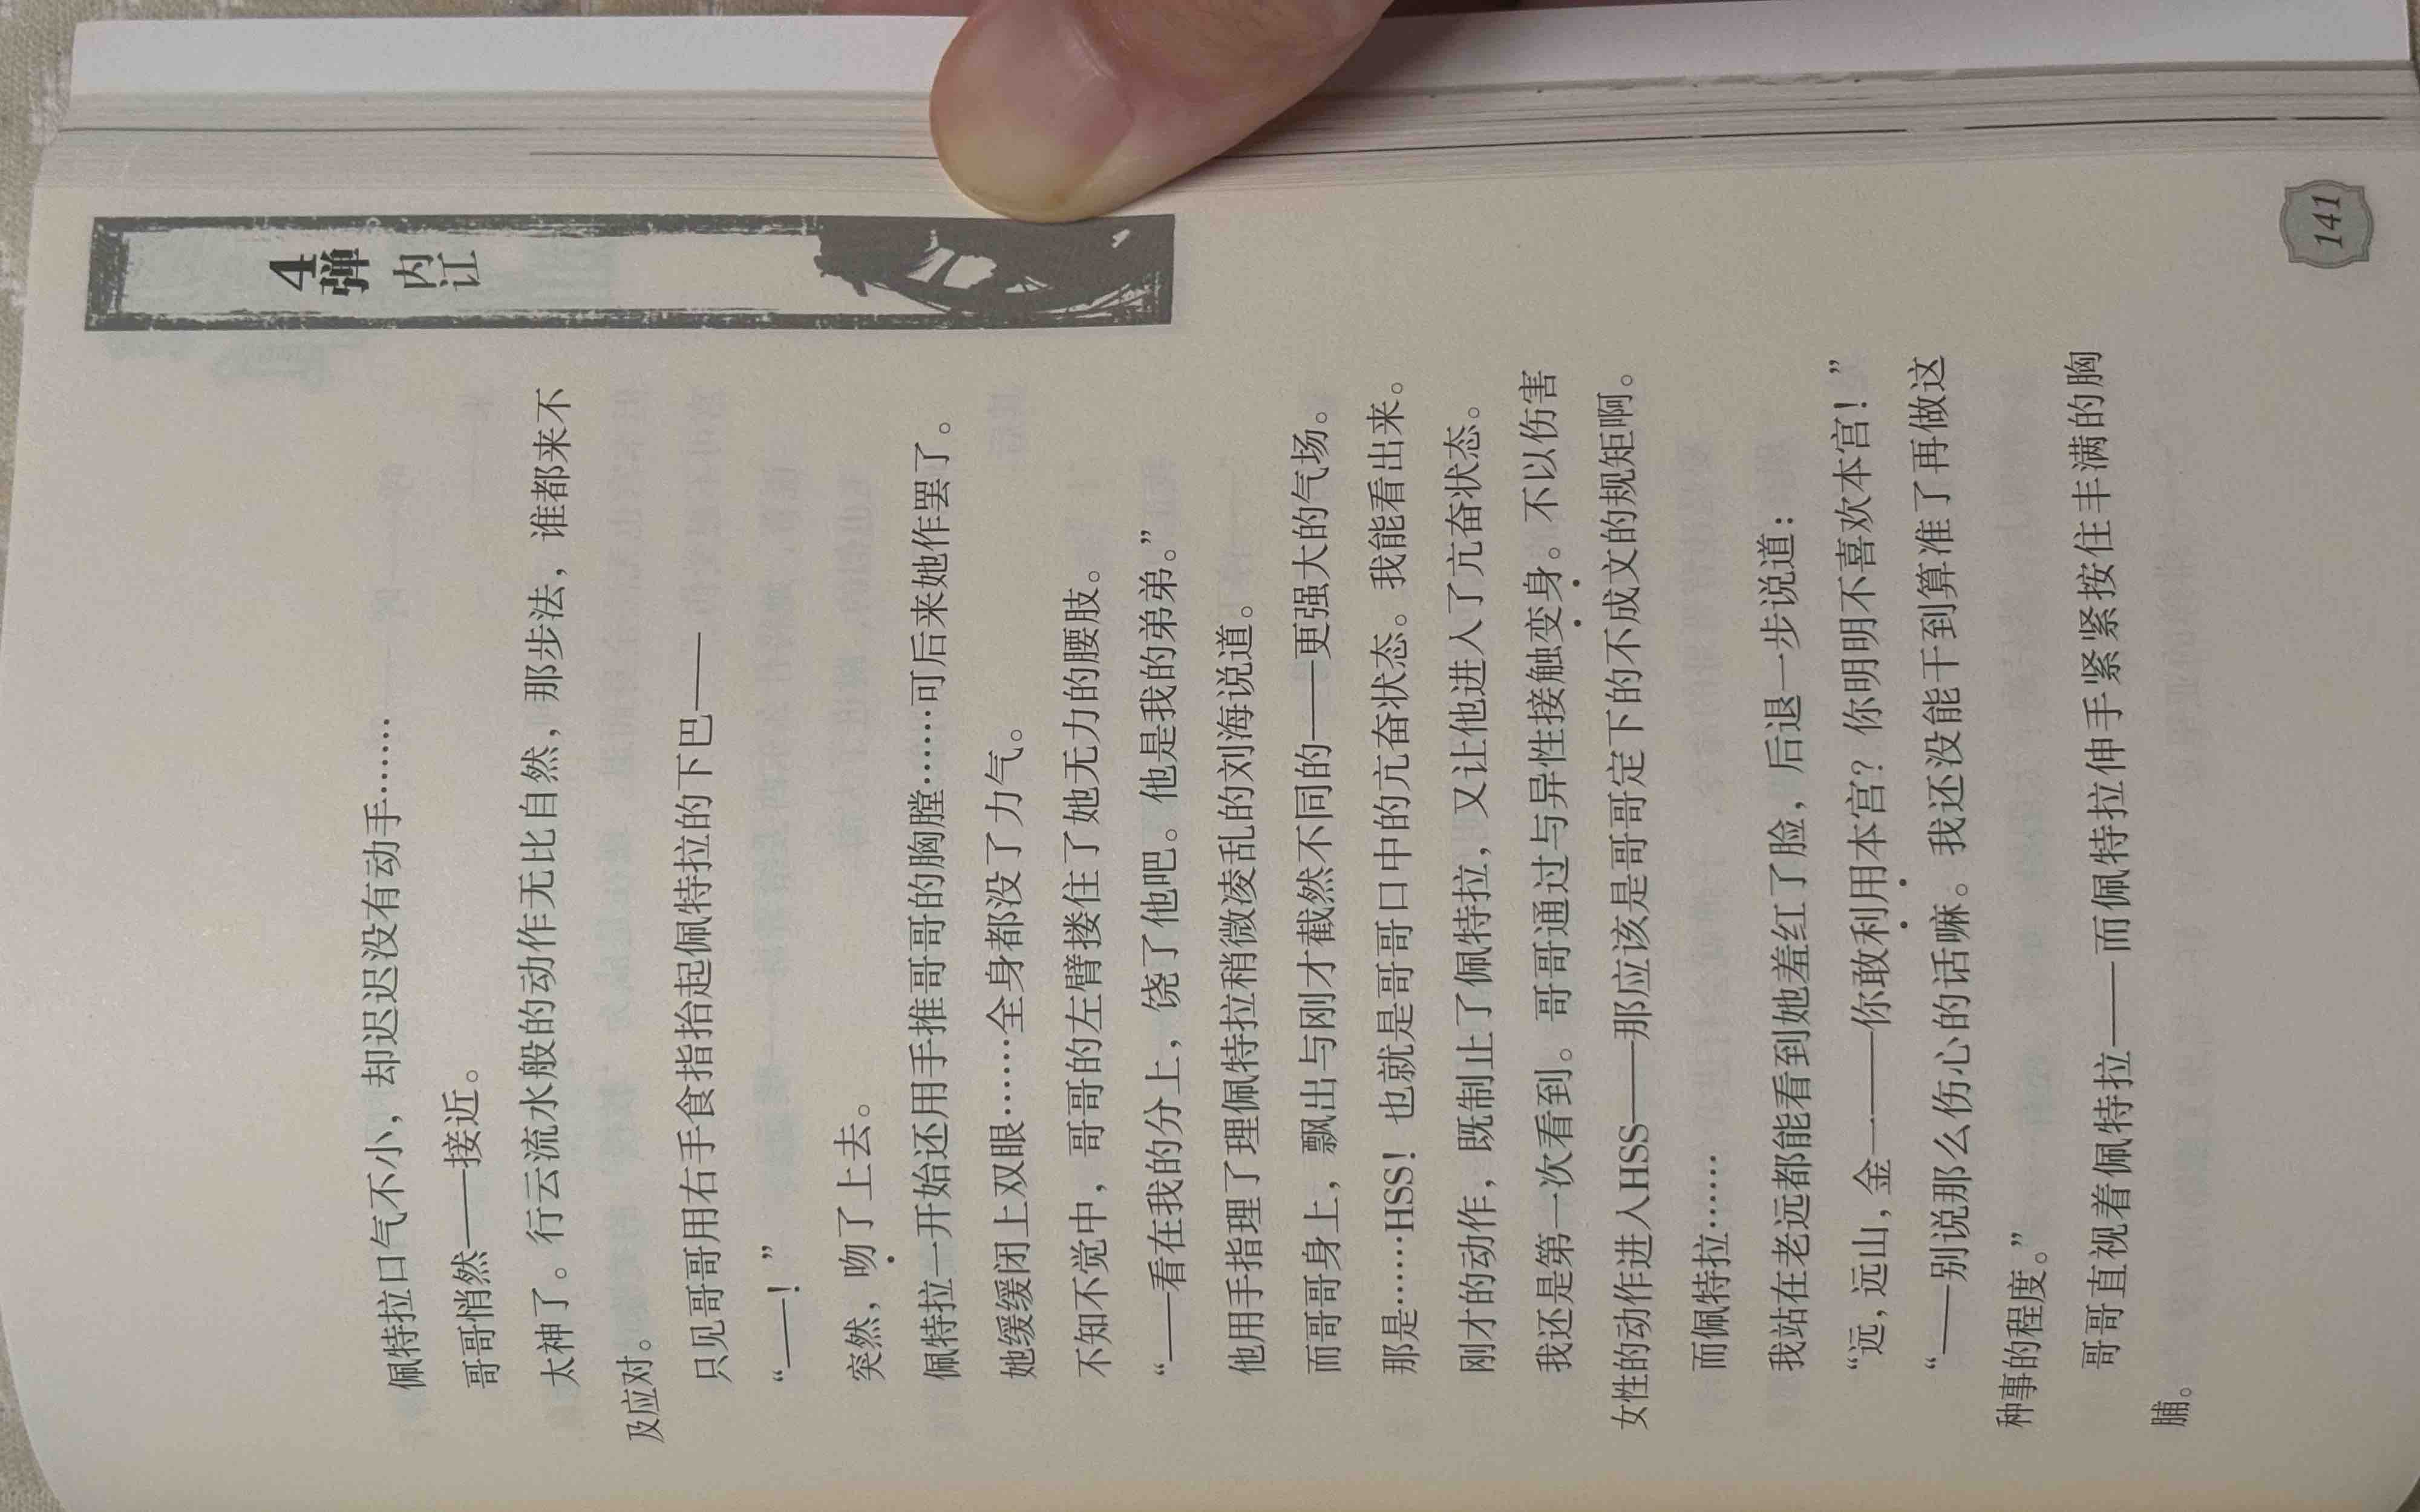 4弹 内讧
佩特拉口气不小，却迟迟没有动手……
哥哥悄然——接近。
太神了。行云流水般的动作无比自然，那步法，谁都来不
及应对。
只见哥哥用右手食指抬起佩特拉的下巴——
“——！”
突然，吻了上去。
佩特拉一开始还用手推哥哥的胸膛……可后来她作罢了。
她缓缓闭上双眼……全身都没了力气。
不知不觉中，哥哥的左臂搂住了她无力的腰肢。
“——看在我的分上，饶了他吧。他是我的弟弟。”
他用手指理了理佩特拉稍微凌乱的刘海说道。
而哥哥身上，飘出与刚才截然不同的——更强大的气场。
那是……HSS！也就是哥哥口中的亢奋状态。我能看出来。
刚才的动作，既制止了佩特拉，又让他进入了亢奋状态。
我还是第一次看到。哥哥通过与异性接触变身。不以伤害
女性的动作进入HSS——那应该是哥哥定下的不成文的规矩啊。
而佩特拉……
我站在老远都能看到她羞红了脸，后退一步说道：
“远，远山，金一——你敢利用本宫？你明明不喜欢本宫！”
“——别说那么伤心的话嘛。我还没能干到算准了再做这
种事的程度。”
哥哥直视着佩特拉——而佩特拉伸手紧紧按住丰满的胸
脯。
141